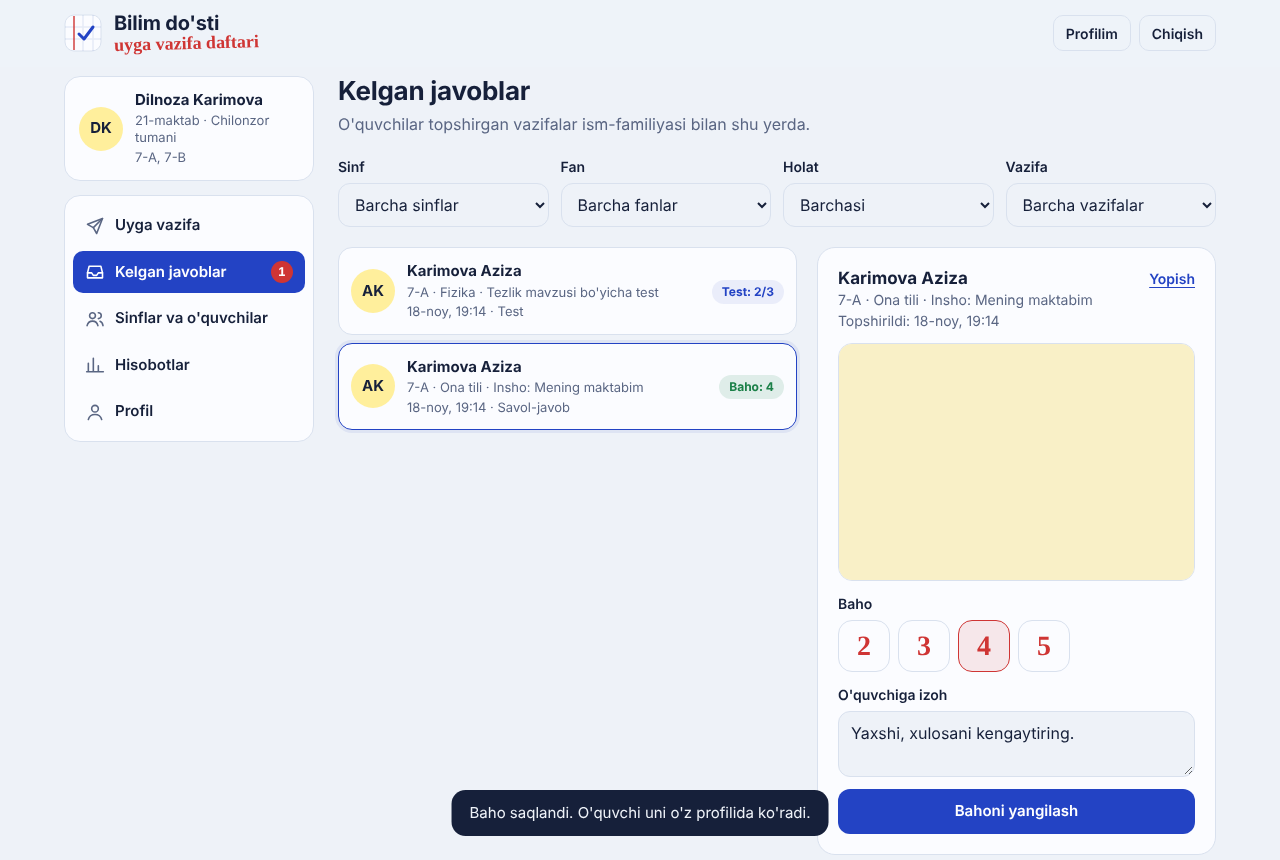 Bilim do'sti
uyga vazifa daftari
Profilim
Chiqish
DK
Dilnoza Karimova
21-maktab · Chilonzor
tumani
7-A, 7-B
Uyga vazifa
Kelgan javoblar
1
Sinflar va o'quvchilar
Hisobotlar
Profil
Kelgan javoblar
O'quvchilar topshirgan vazifalar ism-familiyasi bilan shu yerda.
Sinf
Fan
Holat
Vazifa
Barcha sinflar
Barcha fanlar
Barchasi
Barcha vazifalar
AK
Karimova Aziza
7-A · Fizika · Tezlik mavzusi bo'yicha test
18-noy, 19:14 · Test
Test: 2/3
AK
Karimova Aziza
7-A · Ona tili · Insho: Mening maktabim
18-noy, 19:14 · Savol-javob
Baho: 4
Karimova Aziza
Yopish
7-A · Ona tili · Insho: Mening maktabim
Topshirildi: 18-noy, 19:14
Baho
2
3
4
5
O'quvchiga izoh
Yaxshi, xulosani kengaytiring.
Bahoni yangilash
Baho saqlandi. O'quvchi uni o'z profilida ko'radi.